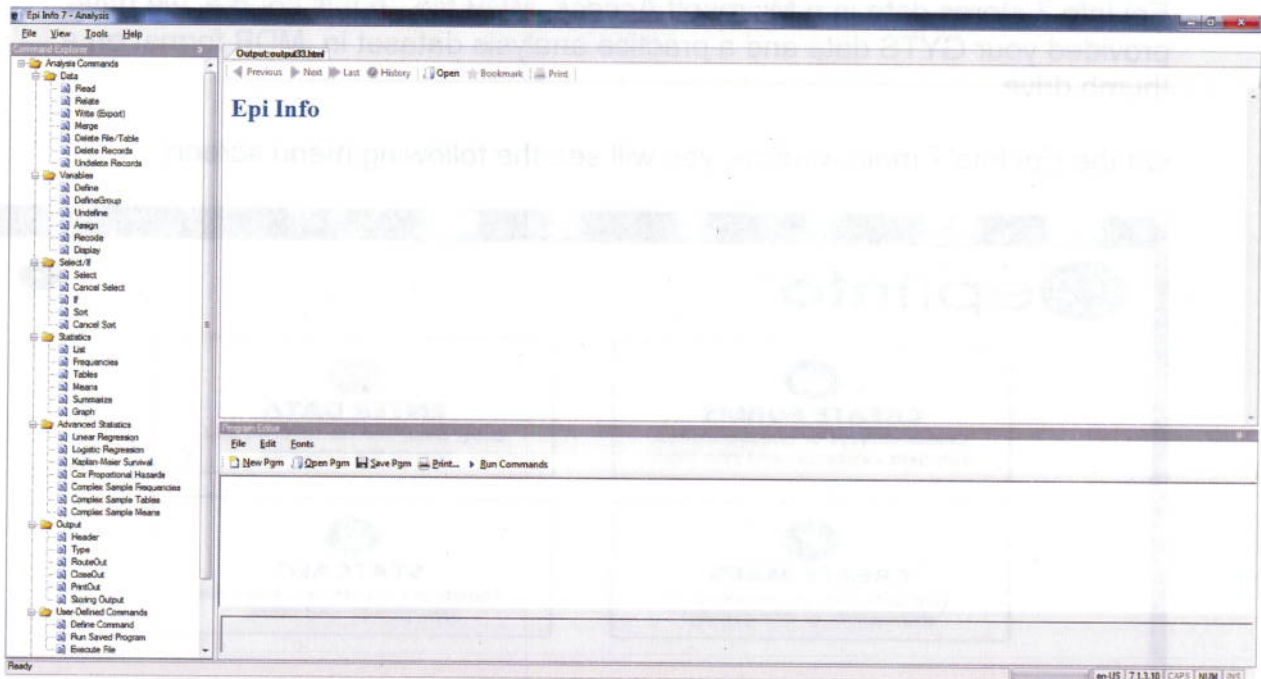 Epi Info 7 - Analysis
File View Tools Help
Command Explorer
Analysis Commands
Data
Read
Relate
Write (Export)
Merge
Delete File/Table
Delete Records
Undelete Records
Variables
Define
DefineGroup
Undefine
Assign
Recode
Display
Select/If
Select
Cancel Select
If
Sort
Cancel Sort
Statistics
List
Frequencies
Tables
Means
Summarize
Graph
Advanced Statistics
Linear Regression
Logistic Regression
Kaplan-Meier Survival
Cox Proportional Hazards
Complex Sample Frequencies
Complex Sample Tables
Complex Sample Means
Output
Header
Type
RouteOut
CloseOut
PrintOut
Storing Output
User-Defined Commands
Define Command
Run Saved Program
Execute File
Output: output33.html
Previous Next Last History Open Bookmark Print
Epi Info
Program Editor
File Edit Fonts
New Pgm Open Pgm Save Pgm Print... Run Commands
Ready
en-US 7.1.3.10 CAPS NUM INS